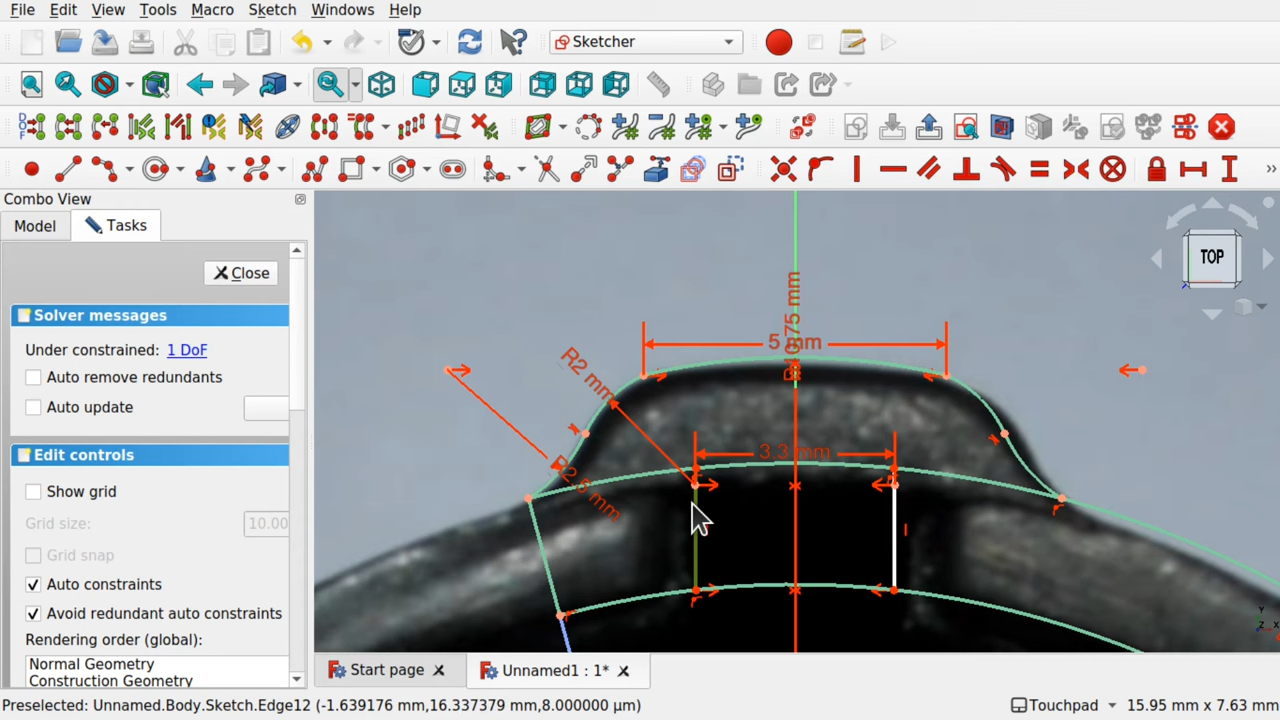 File Edit View Tools Macro Sketch Windows Help
Sketcher
Combo View
Model Tasks
Close
Solver messages
Under constrained: 1 DoF
Auto remove redundants
Auto update
Edit controls
Show grid
Grid size: 10.00
Grid snap
Auto constraints
Avoid redundant auto constraints
Rendering order (global):
Normal Geometry
Construction Geometry
TOP
5 mm
R2 mm
3.3 mm
R2.5 mm
Start page Unnamed1 : 1*
Preselected: Unnamed.Body.Sketch.Edge12 (-1.639176 mm,16.337379 mm,8.000000 µm) Touchpad 15.95 mm x 7.63 mm